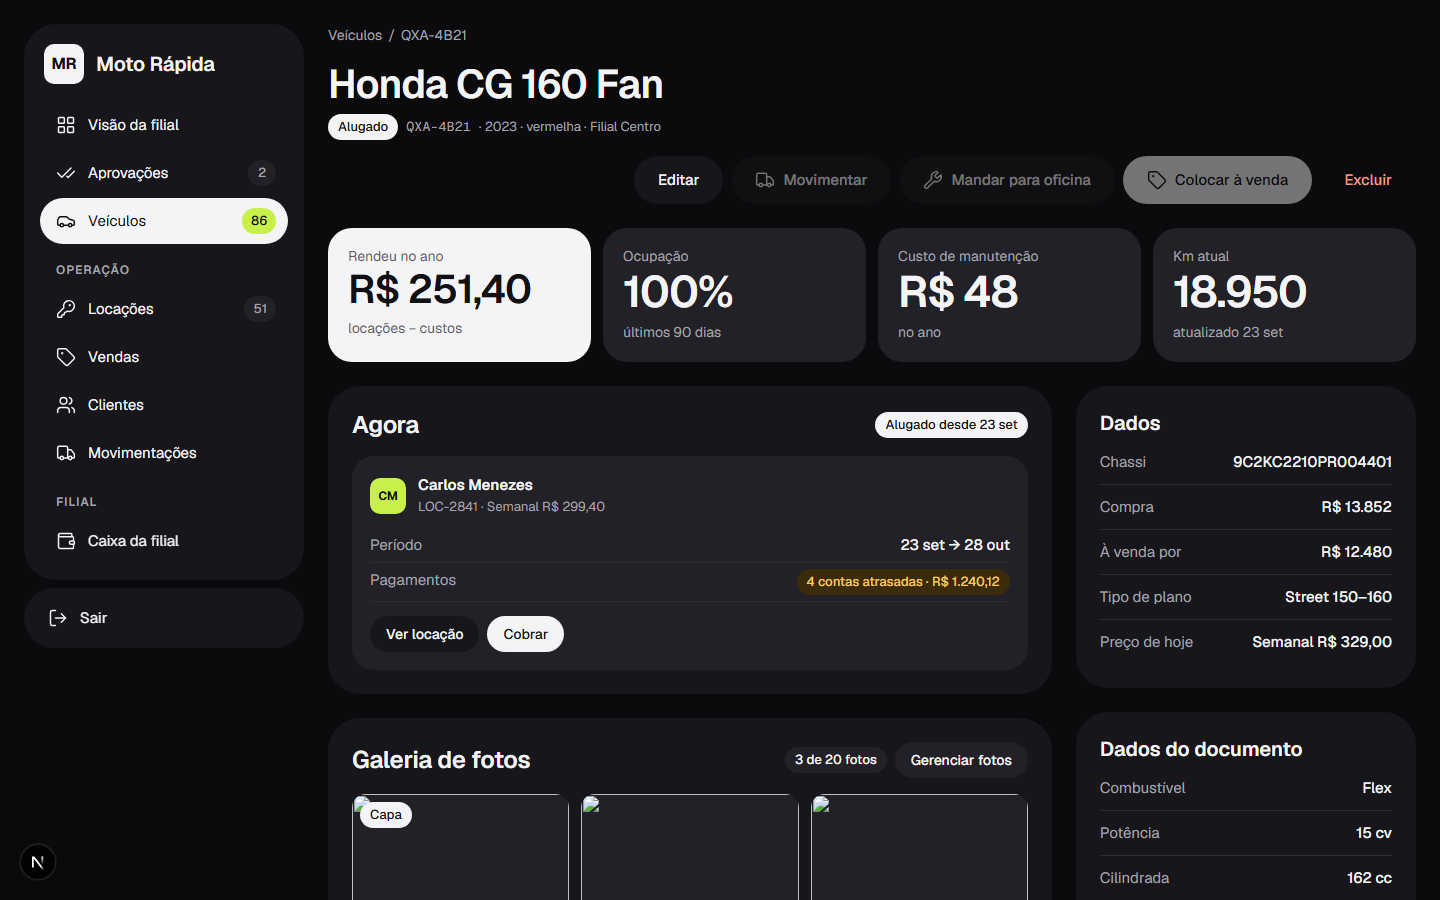 MR Moto Rápida
Visão da filial
Aprovações 2
Veículos 86
OPERAÇÃO
Locações 51
Vendas
Clientes
Movimentações
FILIAL
Caixa da filial
Sair
N
Veículos / QXA-4B21
Honda CG 160 Fan
Alugado QXA-4B21 · 2023 · vermelha · Filial Centro
Editar Movimentar Mandar para oficina Colocar à venda Excluir
Rendeu no ano
R$ 251,40
locações – custos
Ocupação
100%
últimos 90 dias
Custo de manutenção
R$ 48
no ano
Km atual
18.950
atualizado 23 set
Agora Alugado desde 23 set
CM Carlos Menezes
LOC-2841 · Semanal R$ 299,40
Período 23 set → 28 out
Pagamentos 4 contas atrasadas · R$ 1.240,12
Ver locação Cobrar
Galeria de fotos 3 de 20 fotos Gerenciar fotos
Capa
Dados
Chassi 9C2KC2210PR004401
Compra R$ 13.852
À venda por R$ 12.480
Tipo de plano Street 150–160
Preço de hoje Semanal R$ 329,00
Dados do documento
Combustível Flex
Potência 15 cv
Cilindrada 162 cc